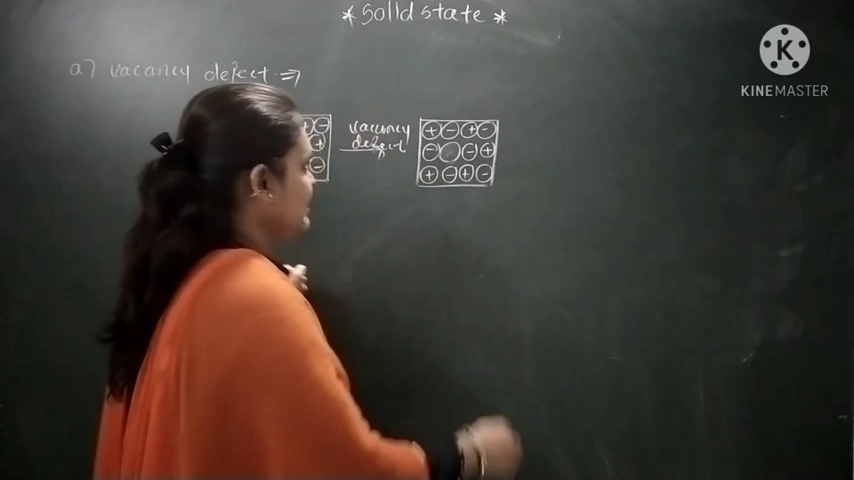 * Solid state *
a) vacancy defect ⇒
vacancy
defect
+ - + -
- - +
+ - + -
+ -
+
-
K
KINEMASTER